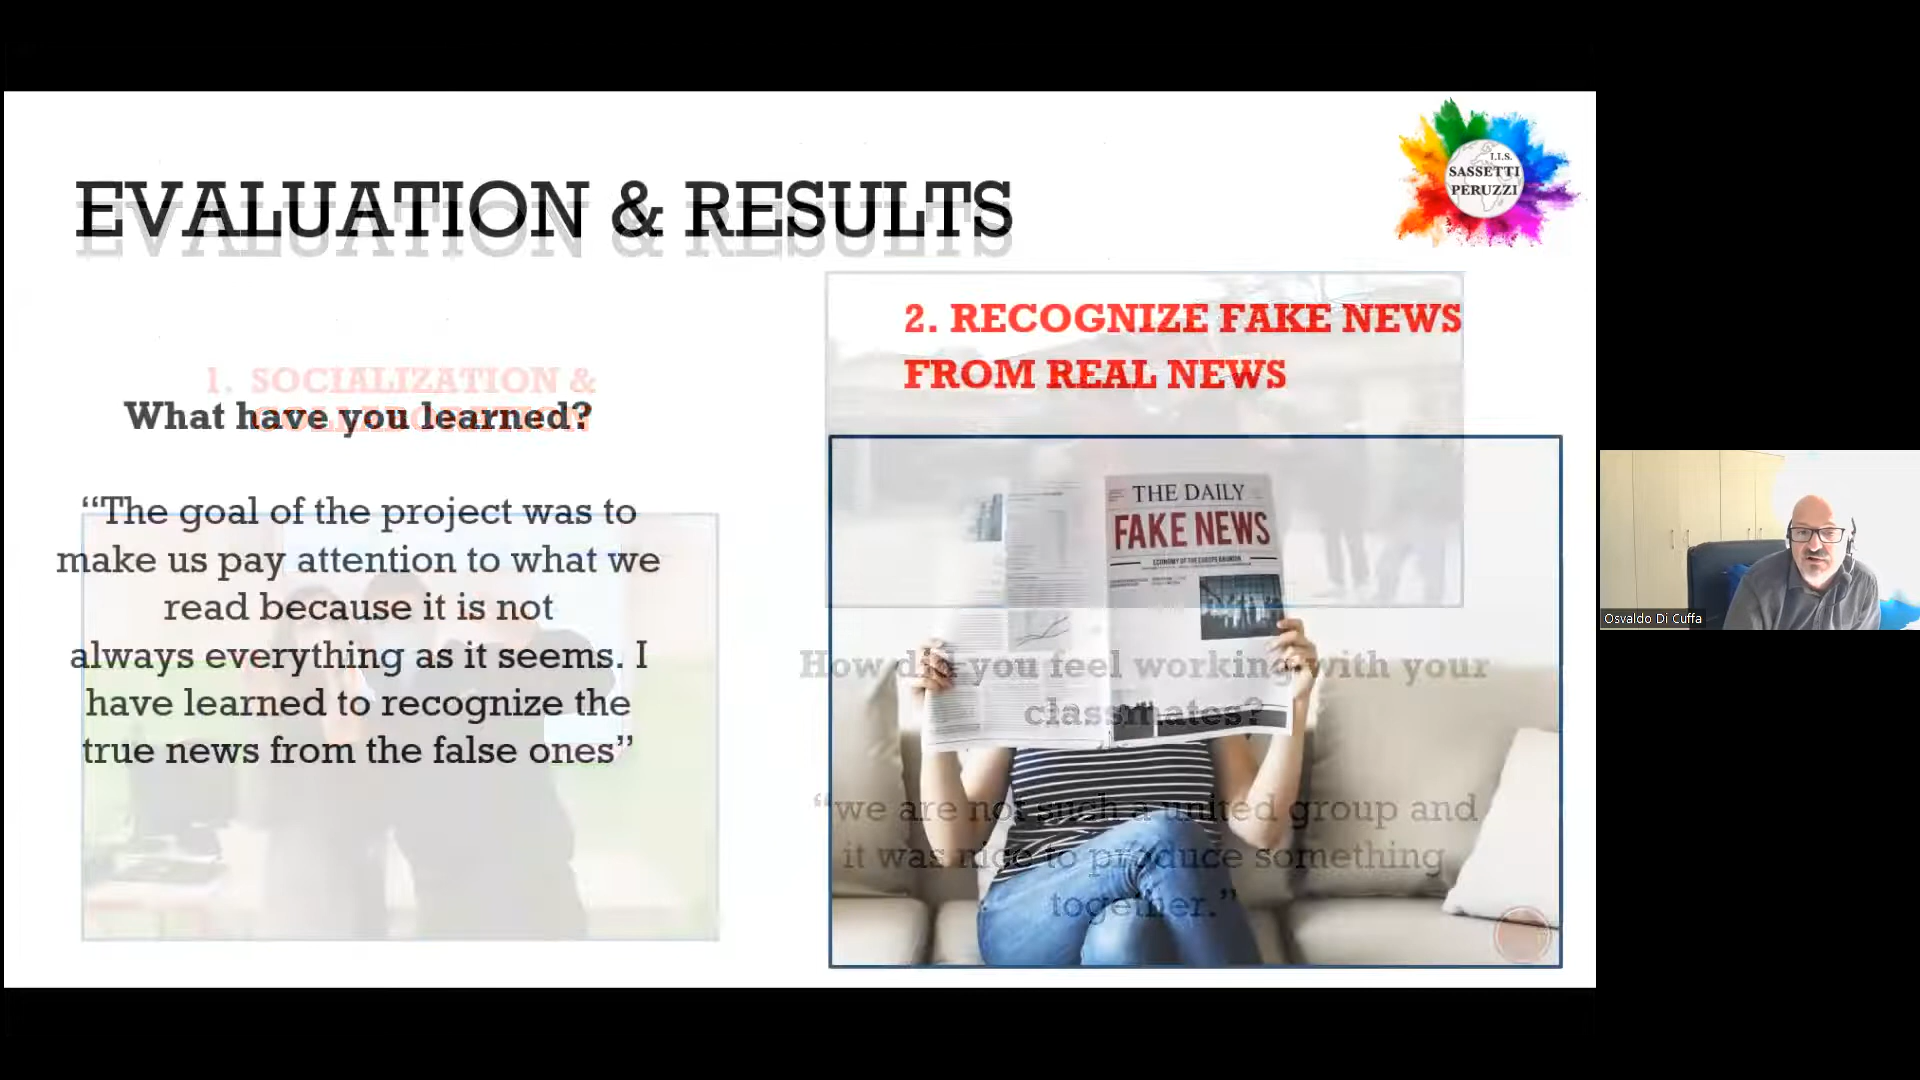 EVALUATION & RESULTS
I.I.S.
SASSETTI
PERUZZI
1. SOCIALIZATION &
COLLABORATION
What have you learned?
“The goal of the project was to
make us pay attention to what we
read because it is not
always everything as it seems. I
have learned to recognize the
true news from the false ones”
2. RECOGNIZE FAKE NEWS
FROM REAL NEWS
THE DAILY
FAKE NEWS
How did you feel working with your
classmates?
“we are not such a united group and
it was nice to produce something
together.”
Osvaldo Di Cuffa